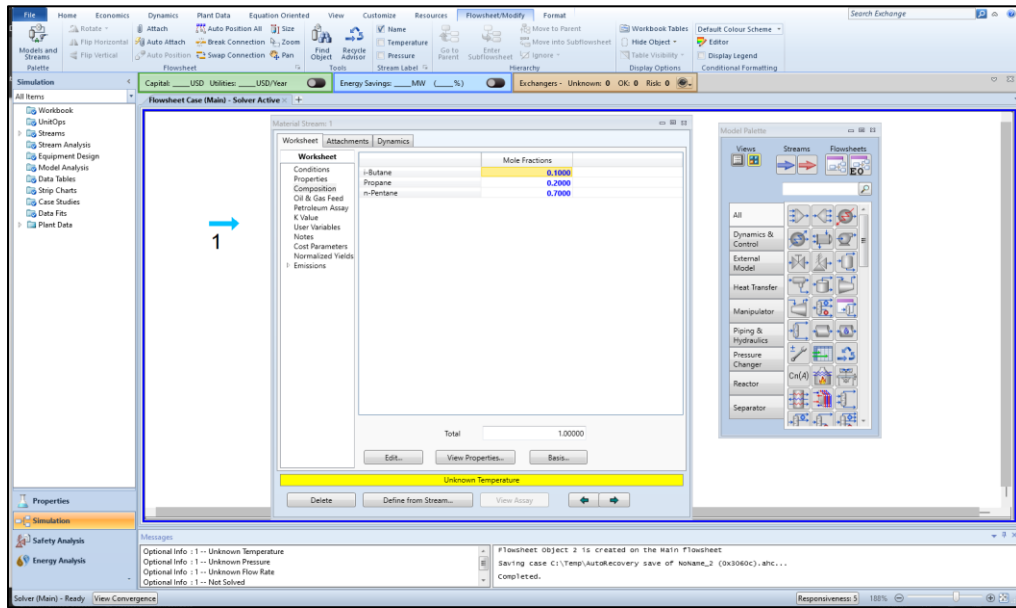 File Home Economics Dynamics Plant Data Equation Oriented View Customize Resources Flowsheet/Modify Format Search Exchange
Models and Streams
Rotate
Flip Horizontal
Flip Vertical
Palette
Attach
Auto Attach
Auto Position
Auto Position All
Break Connection
Swap Connection
Size
Zoom
Pan
Flowsheet
Find Object
Recycle Advisor
Tools
Name
Temperature
Pressure
Stream Label
Go to Parent
Enter Subflowsheet
Move to Parent
Move into Subflowsheet
Ignore
Hierarchy
Workbook Tables
Hide Object
Table Visibility
Display Options
Default Colour Scheme
Editor
Display Legend
Conditional Formatting
Simulation
Capital: ____USD Utilities: ____USD/Year
Energy Savings: ____MW (____%)
Exchangers - Unknown: 0 OK: 0 Risk: 0
All Items
Flowsheet Case (Main) - Solver Active
Workbook
UnitOps
Streams
Stream Analysis
Equipment Design
Model Analysis
Data Tables
Strip Charts
Case Studies
Data Fits
Plant Data
Properties
Simulation
Safety Analysis
Energy Analysis
1
Material Stream: 1
Worksheet Attachments Dynamics
Worksheet
Conditions
Properties
Composition
Oil & Gas Feed
Petroleum Assay
K Value
User Variables
Notes
Cost Parameters
Normalized Yields
Emissions
Mole Fractions
i-Butane 0.1000
Propane 0.2000
n-Pentane 0.7000
Total 1.00000
Edit... View Properties... Basis...
Unknown Temperature
Delete Define from Stream... View Assay
Model Palette
Views Streams Flowsheets
EO
All
Dynamics & Control
External Model
Heat Transfer
Manipulator
Piping & Hydraulics
Pressure Changer
Reactor
Separator
Cn(A)
Messages
Optional Info : 1 -- Unknown Temperature
Optional Info : 1 -- Unknown Pressure
Optional Info : 1 -- Unknown Flow Rate
Optional Info : 1 -- Not Solved
Flowsheet Object 2 is created on the Main flowsheet
Saving case C:\Temp\AutoRecovery save of NoName_2 (0x3060c).ahc...
Completed.
Solver (Main) - Ready View Convergence Responsiveness: 5 188%